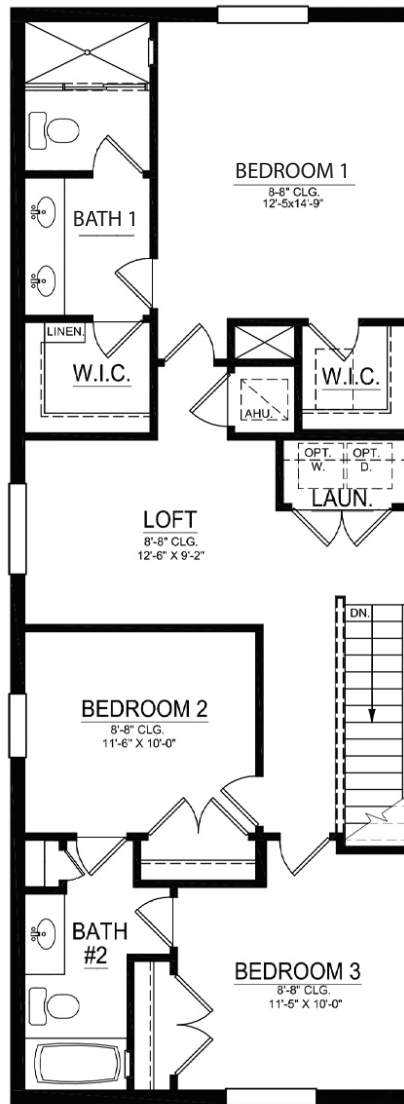 BEDROOM 1
8-8" CLG.
12'-5x14'-9"
BATH 1
LINEN.
W.I.C.
W.I.C.
AHU.
OPT. W.
OPT. D.
LAUN.
LOFT
8'-8" CLG.
12'-6" X 9'-2"
DN.
BEDROOM 2
8'-8" CLG.
11'-6" X 10'-0"
BATH
#2
BEDROOM 3
8'-8" CLG.
11'-5" X 10'-0"